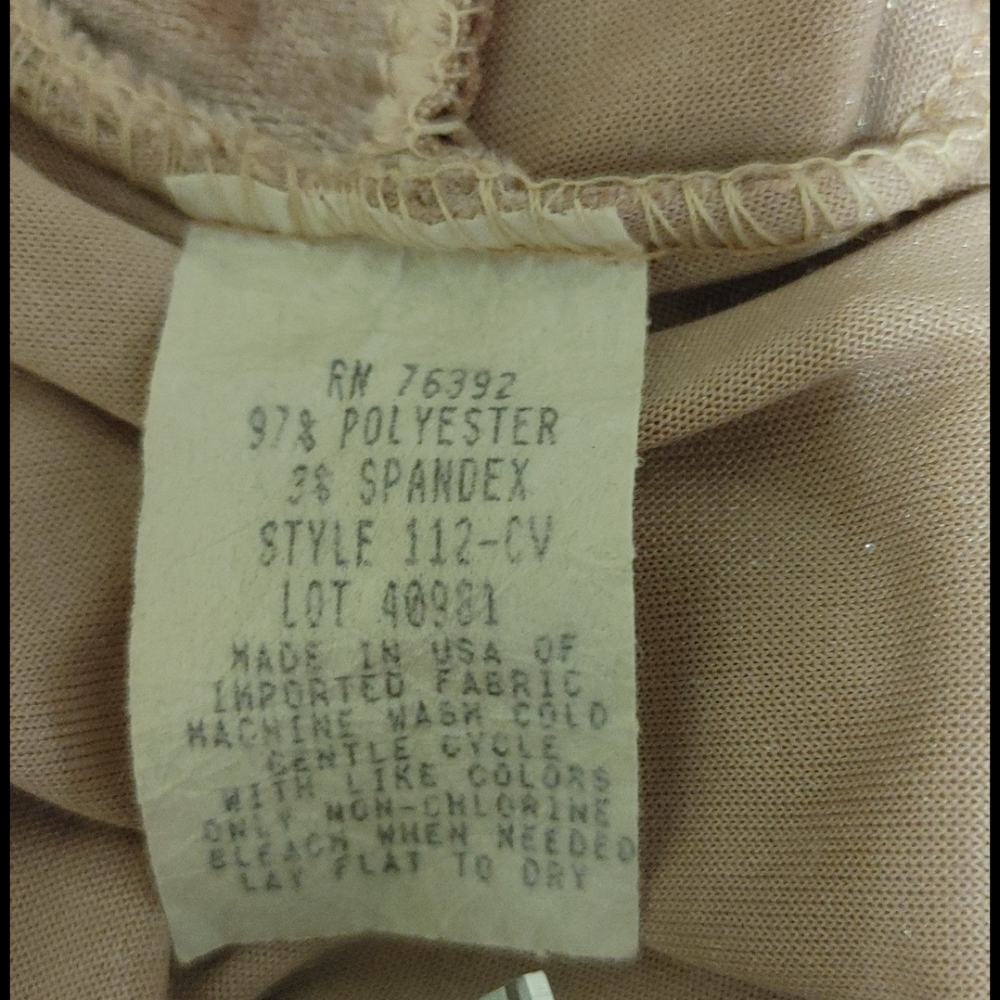 RN 76392
97% POLYESTER
3% SPANDEX
STYLE 112-CV
LOT 40981
MADE IN USA OF
IMPORTED FABRIC
MACHINE WASH COLD
GENTLE CYCLE
WITH LIKE COLORS
ONLY NON-CHLORINE
BLEACH WHEN NEEDED
LAY FLAT TO DRY